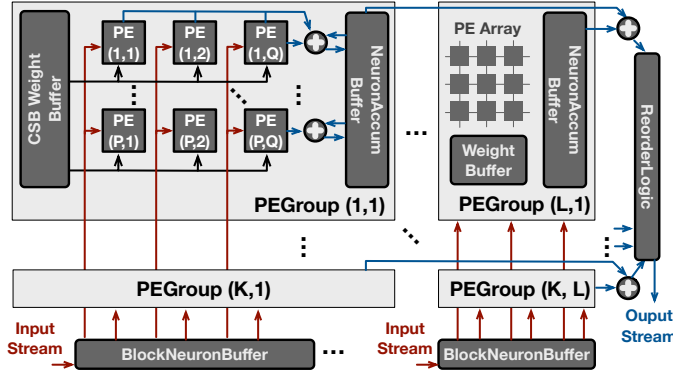 CSB Weight
Buffer
PE
(1,1)
PE
(1,2)
PE
(1,Q)
PE
(P,1)
PE
(P,2)
PE
(P,Q)
NeuronAccum
Buffer
PEGroup (1,1)
...
PE Array
Weight
Buffer
NeuronAccum
Buffer
PEGroup (L,1)
ReorderLogic
PEGroup (K,1)
PEGroup (K, L)
Input
Stream
BlockNeuronBuffer
...
Input
Stream
BlockNeuronBuffer
Ouput
Stream